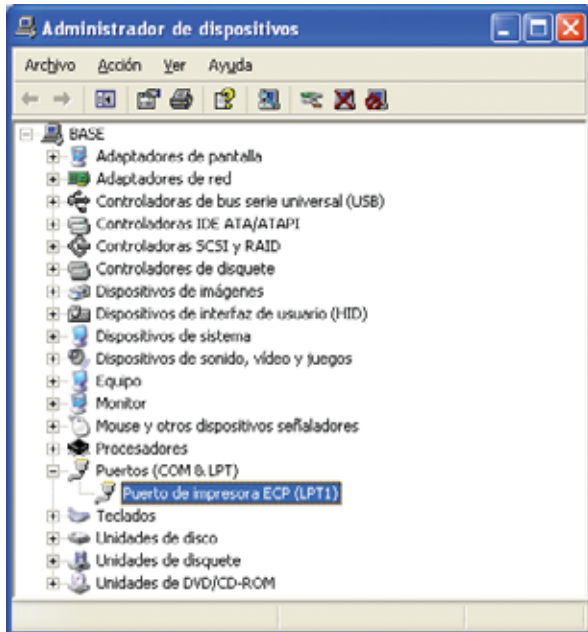 Administrador de dispositivos
Archivo Acción Ver Ayuda
BASE
Adaptadores de pantalla
Adaptadores de red
Controladoras de bus serie universal (USB)
Controladoras IDE ATA/ATAPI
Controladoras SCSI y RAID
Controladores de disquete
Dispositivos de imágenes
Dispositivos de interfaz de usuario (HID)
Dispositivos de sistema
Dispositivos de sonido, vídeo y juegos
Equipo
Monitor
Mouse y otros dispositivos señaladores
Procesadores
Puertos (COM & LPT)
Puerto de impresora ECP (LPT1)
Teclados
Unidades de disco
Unidades de disquete
Unidades de DVD/CD-ROM